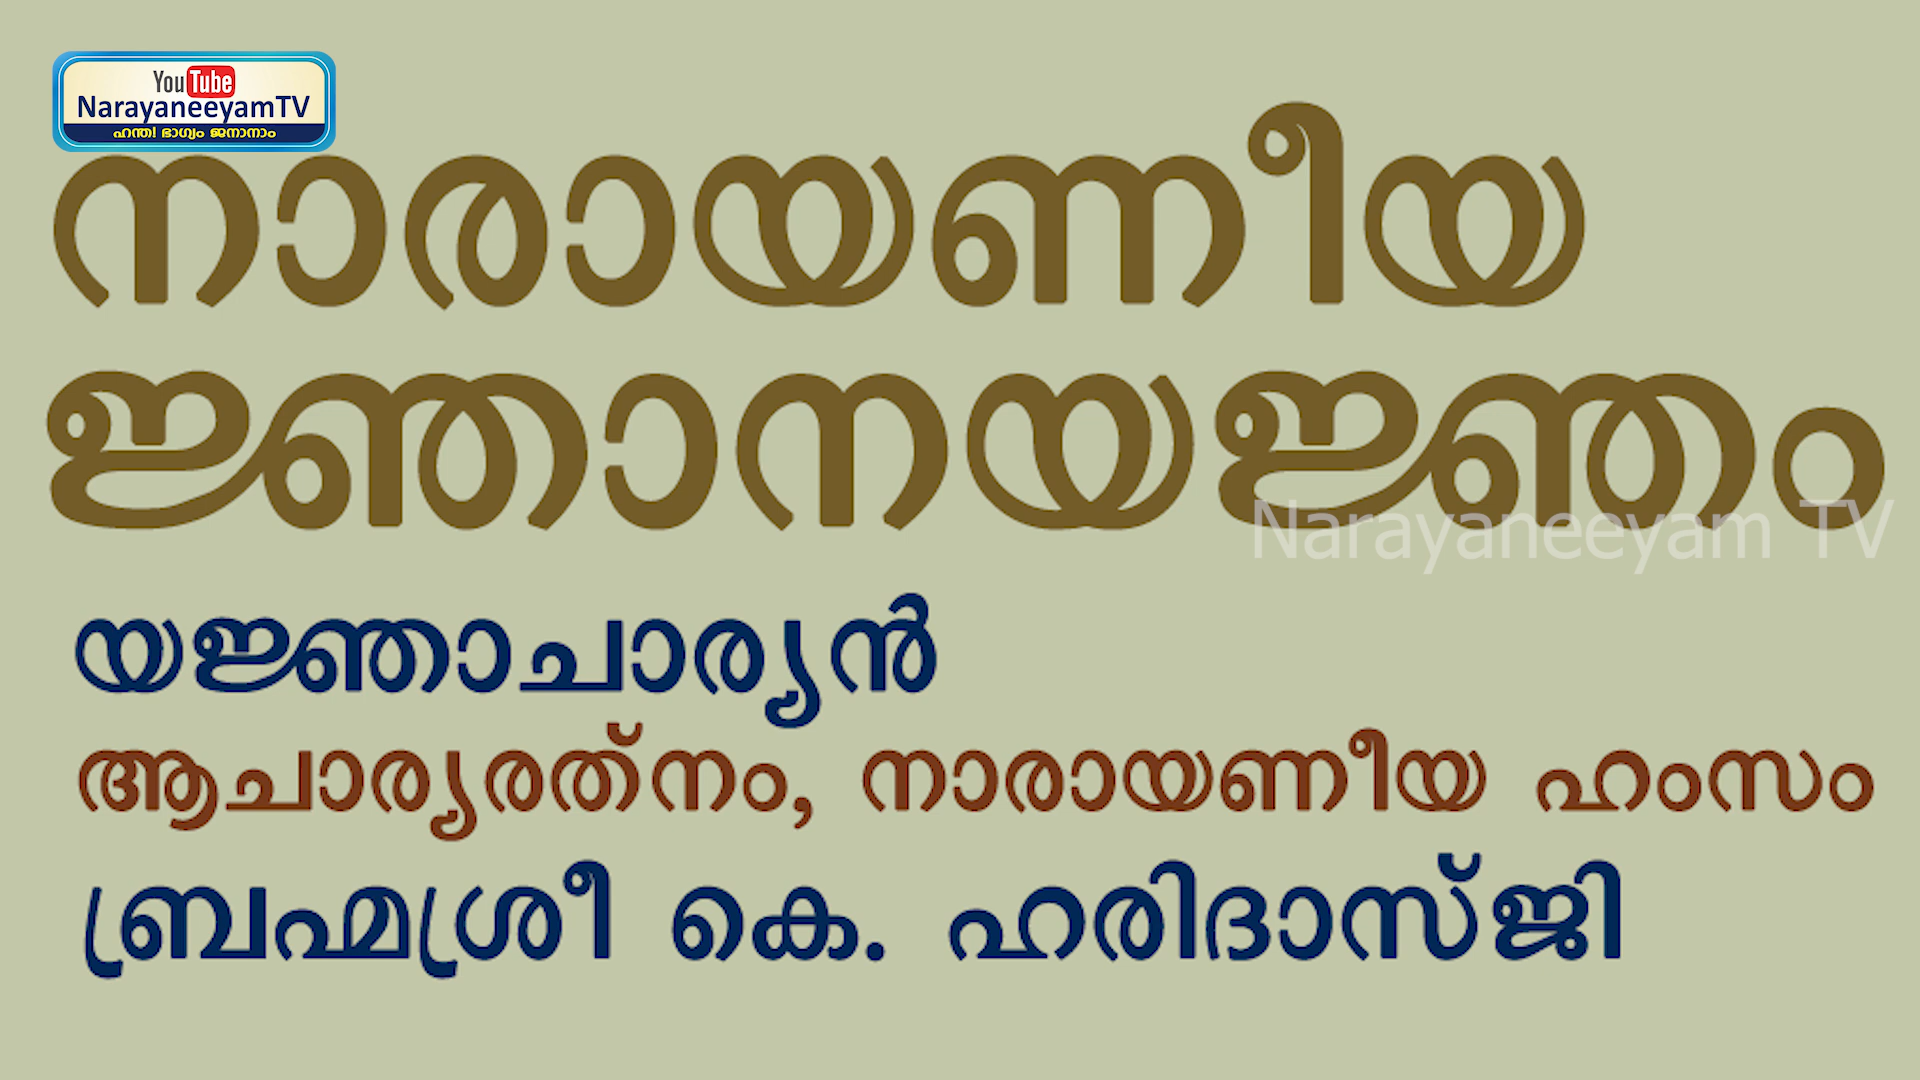 YouTube
NarayaneeyamTV
ഹന്ത! ഭാഗ്യം ജനാനാം
നാരായണീയ
ജ്ഞാനയജ്ഞം
Narayaneeyam TV
യജ്ഞാചാര്യൻ
ആചാര്യരത്‌നം, നാരായണീയ ഹംസം
ബ്രഹ്മശ്രീ കെ. ഹരിദാസ്ജി